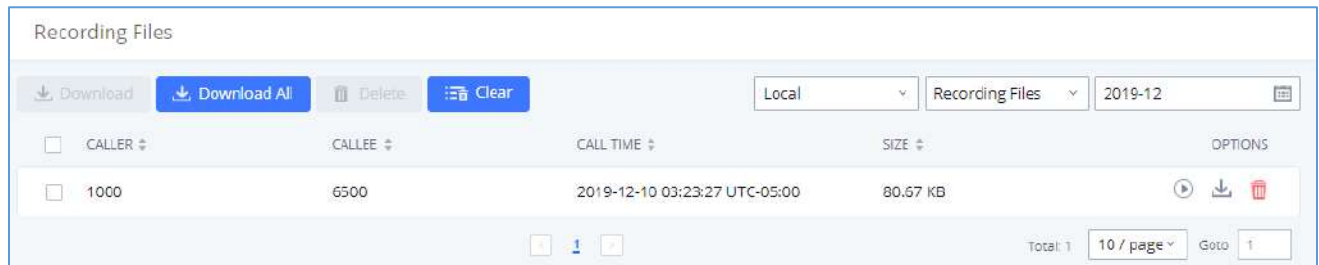 Recording Files
Download Download All Delete Clear Local Recording Files 2019-12
CALLER CALLEE CALL TIME SIZE OPTIONS
1000 6500 2019-12-10 03:23:27 UTC-05:00 80.67 KB
1 Total: 1 10 / page Goto 1